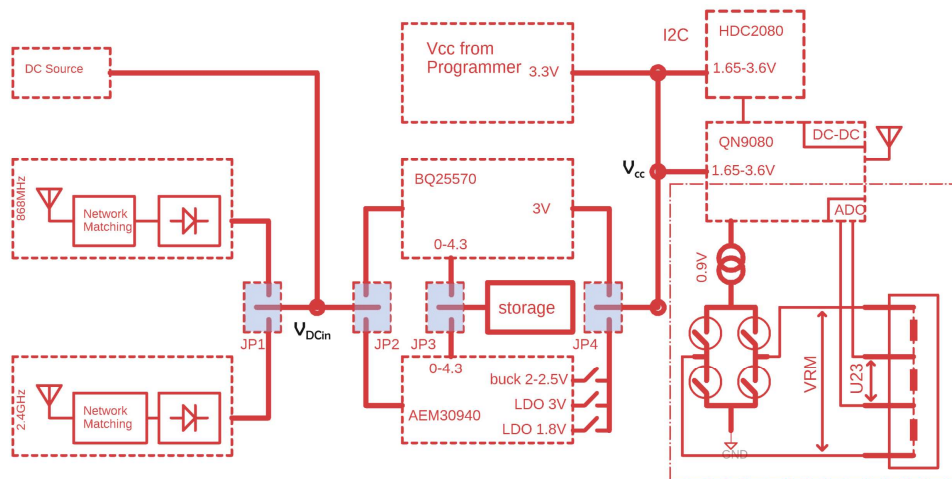 DC Source
Vcc from
Programmer
3.3V
I2C
HDC2080
1.65-3.6V
QN9080
DC-DC
1.65-3.6V
ADC
Vcc
868MHz
Network
Matching
BQ25570
3V
0-4.3
0.9V
storage
JP1
VDCin
JP2
JP3
JP4
0-4.3
2.4GHz
Network
Matching
AEM30940
buck 2-2.5V
LDO 3V
LDO 1.8V
VRM
U23
GND